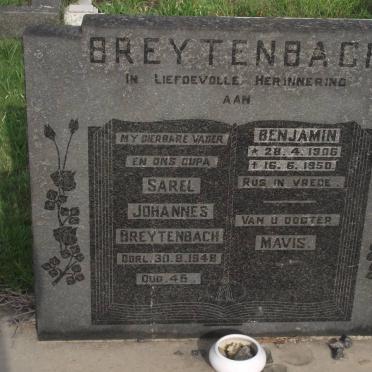 BREYTENBACH
IN LIEFDEVOLLE HERINNERING
AAN
MY DIERBARE VADER
EN ONS OUPA
SAREL
JOHANNES
BREYTENBACH
OORL. 30.8.1948
OUD 45.
BENJAMIN
* 28.4.1906
+ 16.6.1950
RUS IN VREDE.
VAN U DOGTER
MAVIS.